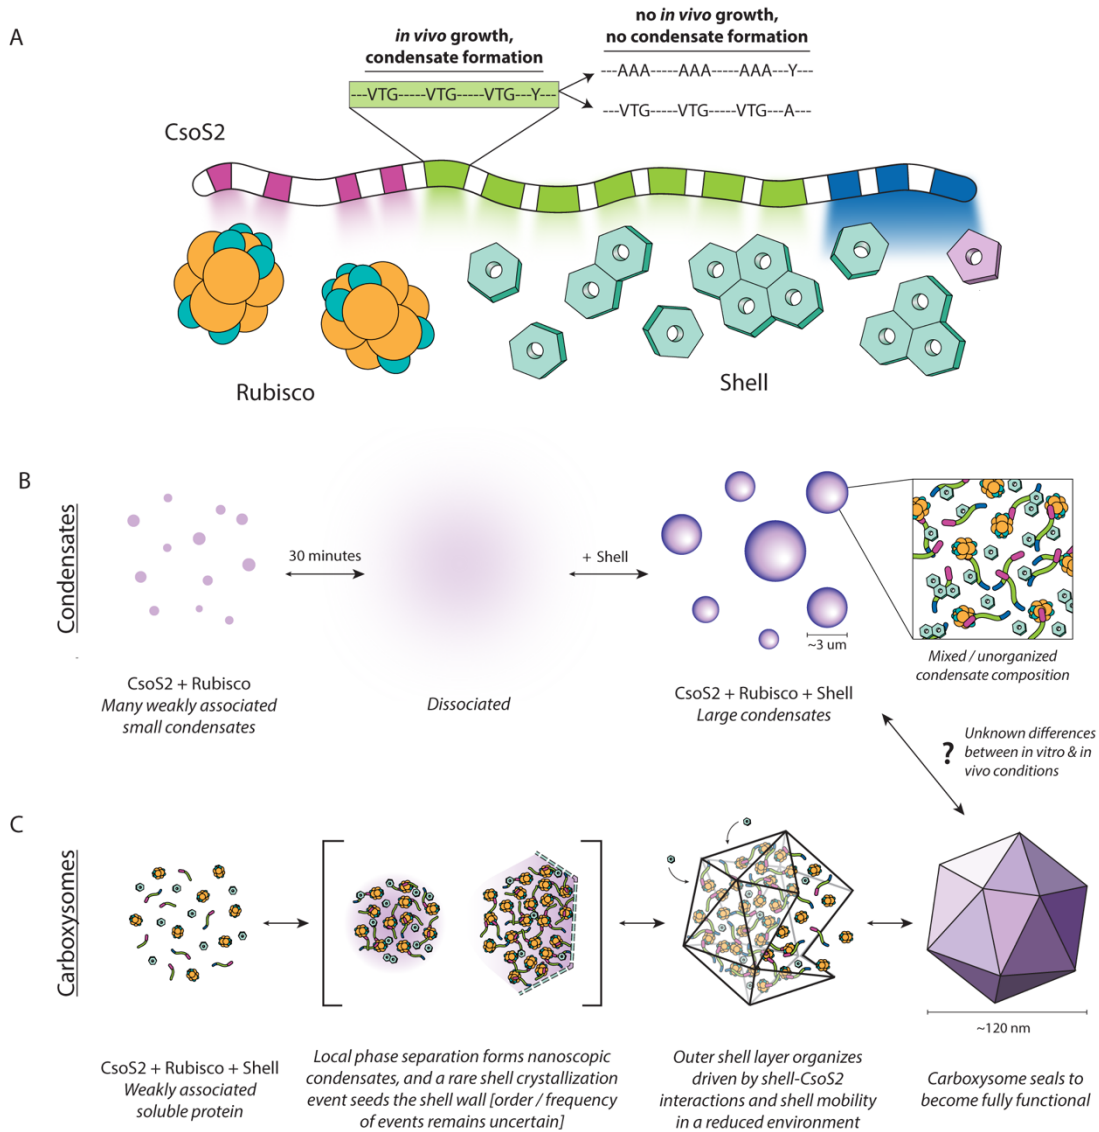 A
in vivo growth,
condensate formation
no in vivo growth,
no condensate formation
---VTG-----VTG-----VTG---Y---
---AAA-----AAA-----AAA---Y---
---VTG-----VTG-----VTG---A---
CsoS2
Rubisco
Shell
B
Condensates
30 minutes
+ Shell
~3 um
CsoS2 + Rubisco
Many weakly associated
small condensates
Dissociated
CsoS2 + Rubisco + Shell
Large condensates
Mixed / unorganized
condensate composition
?
Unknown differences
between in vitro & in
vivo conditions
C
Carboxysomes
~120 nm
CsoS2 + Rubisco + Shell
Weakly associated
soluble protein
Local phase separation forms nanoscopic
condensates, and a rare shell crystallization
event seeds the shell wall [order / frequency
of events remains uncertain]
Outer shell layer organizes
driven by shell-CsoS2
interactions and shell mobility
in a reduced environment
Carboxysome seals to
become fully functional